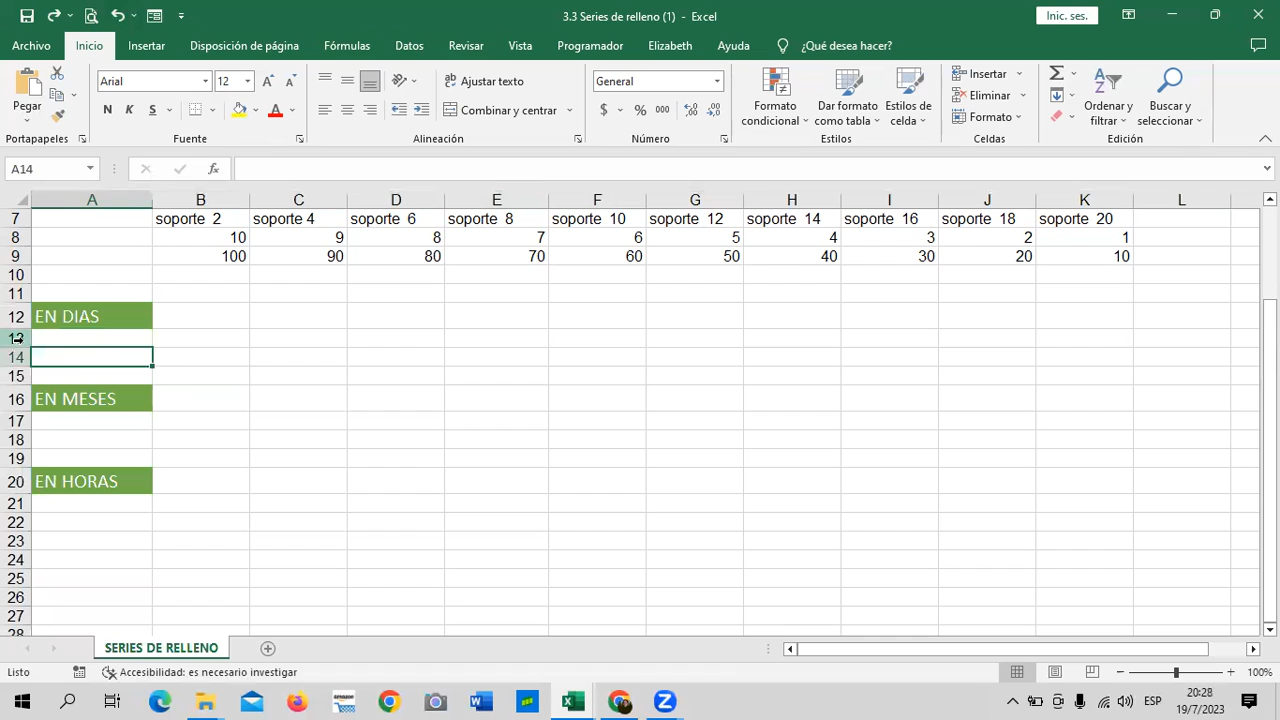 3.3 Series de relleno (1) - Excel
Inic. ses.
Archivo Inicio Insertar Disposición de página Fórmulas Datos Revisar Vista Programador Elizabeth Ayuda ¿Qué desea hacer?
Pegar
Arial 12
N K S
Ajustar texto
Combinar y centrar
General
$ % 000
Formato condicional
Dar formato como tabla
Estilos de celda
Insertar
Eliminar
Formato
Ordenar y filtrar
Buscar y seleccionar
Portapapeles Fuente Alineación Número Estilos Celdas Edición
A14
A B C D E F G H I J K L
7 soporte 2 soporte 4 soporte 6 soporte 8 soporte 10 soporte 12 soporte 14 soporte 16 soporte 18 soporte 20
8 10 9 8 7 6 5 4 3 2 1
9 100 90 80 70 60 50 40 30 20 10
10
11
12 EN DIAS
13
14
15
16 EN MESES
17
18
19
20 EN HORAS
21
22
23
24
25
26
27
28
SERIES DE RELLENO
Listo Accesibilidad: es necesario investigar 100%
ESP 20:28
19/7/2023